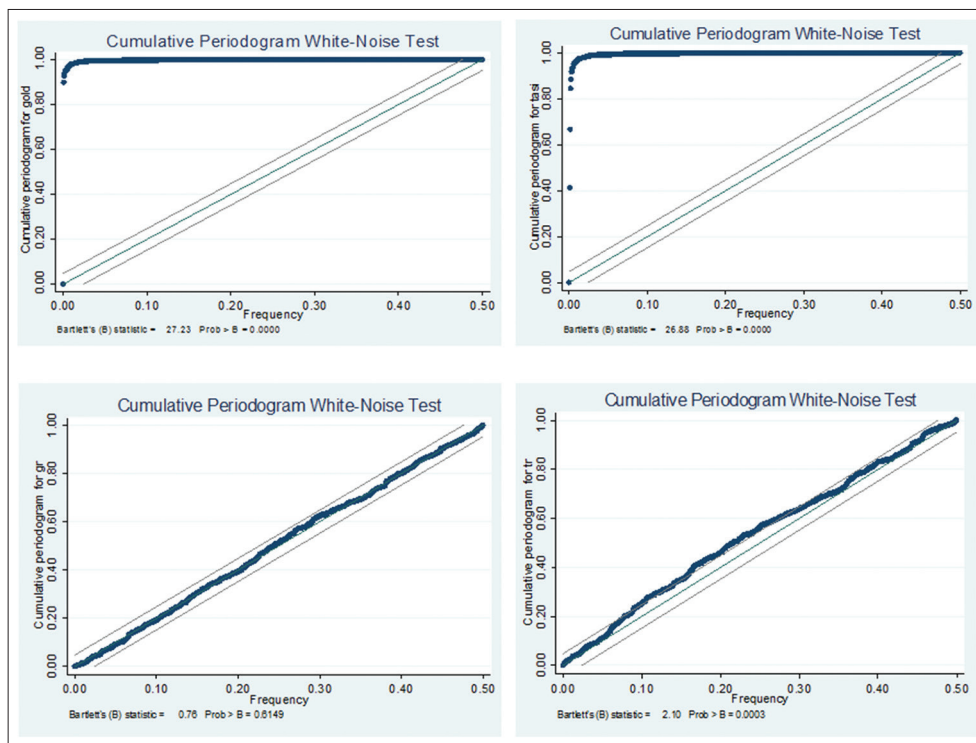 Cumulative Periodogram White-Noise Test
Cumulative periodogram for gold
1.00
0.80
0.60
0.40
0.20
0.00
0.00 0.10 0.20 0.30 0.40 0.50
Frequency
Bartlett's (B) statistic = 27.23 Prob > B = 0.0000
Cumulative Periodogram White-Noise Test
Cumulative periodogram for tasi
1.00
0.80
0.60
0.40
0.20
0.00
0.00 0.10 0.20 0.30 0.40 0.50
Frequency
Bartlett's (B) statistic = 26.88 Prob > B = 0.0000
Cumulative Periodogram White-Noise Test
Cumulative periodogram for gr
1.00
0.80
0.60
0.40
0.20
0.00
0.00 0.10 0.20 0.30 0.40 0.50
Frequency
Bartlett's (B) statistic = 0.76 Prob > B = 0.6149
Cumulative Periodogram White-Noise Test
Cumulative periodogram for tr
1.00
0.80
0.60
0.40
0.20
0.00
0.00 0.10 0.20 0.30 0.40 0.50
Frequency
Bartlett's (B) statistic = 2.10 Prob > B = 0.0003